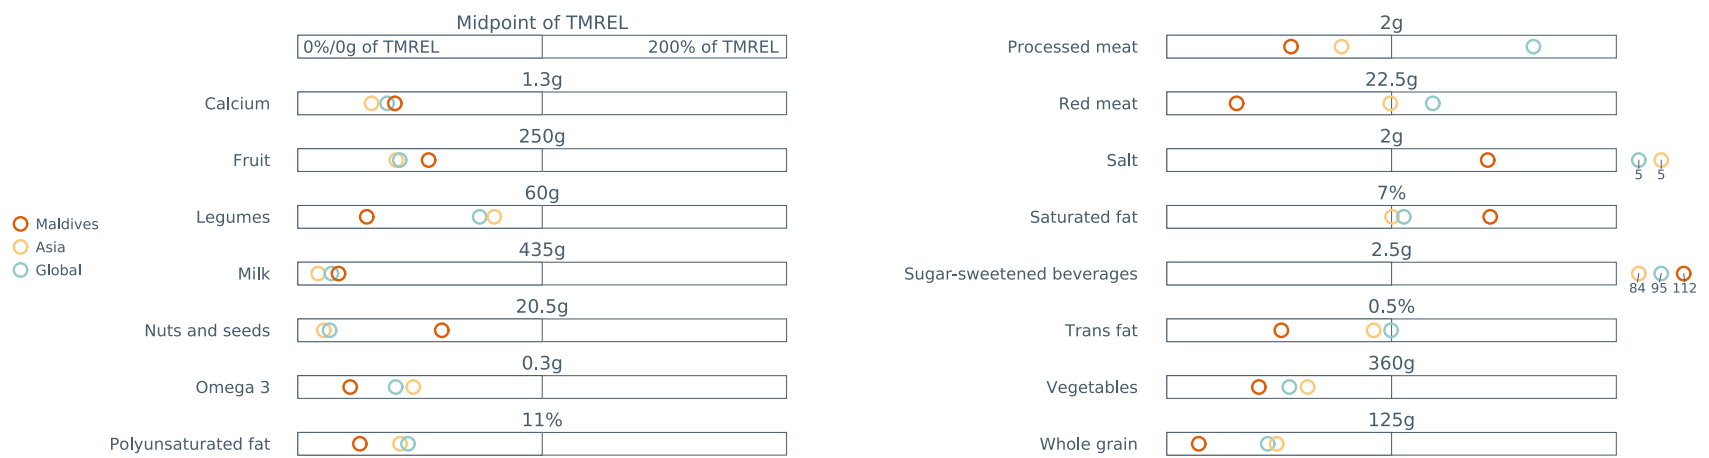 Midpoint of TMREL
0%/0g of TMREL 200% of TMREL
1.3g
Calcium
250g
Fruit
60g
Legumes
435g
Milk
20.5g
Nuts and seeds
0.3g
Omega 3
11%
Polyunsaturated fat
Maldives
Asia
Global
2g
Processed meat
22.5g
Red meat
2g
Salt
5 5
7%
Saturated fat
2.5g
Sugar-sweetened beverages
84 95 112
0.5%
Trans fat
360g
Vegetables
125g
Whole grain